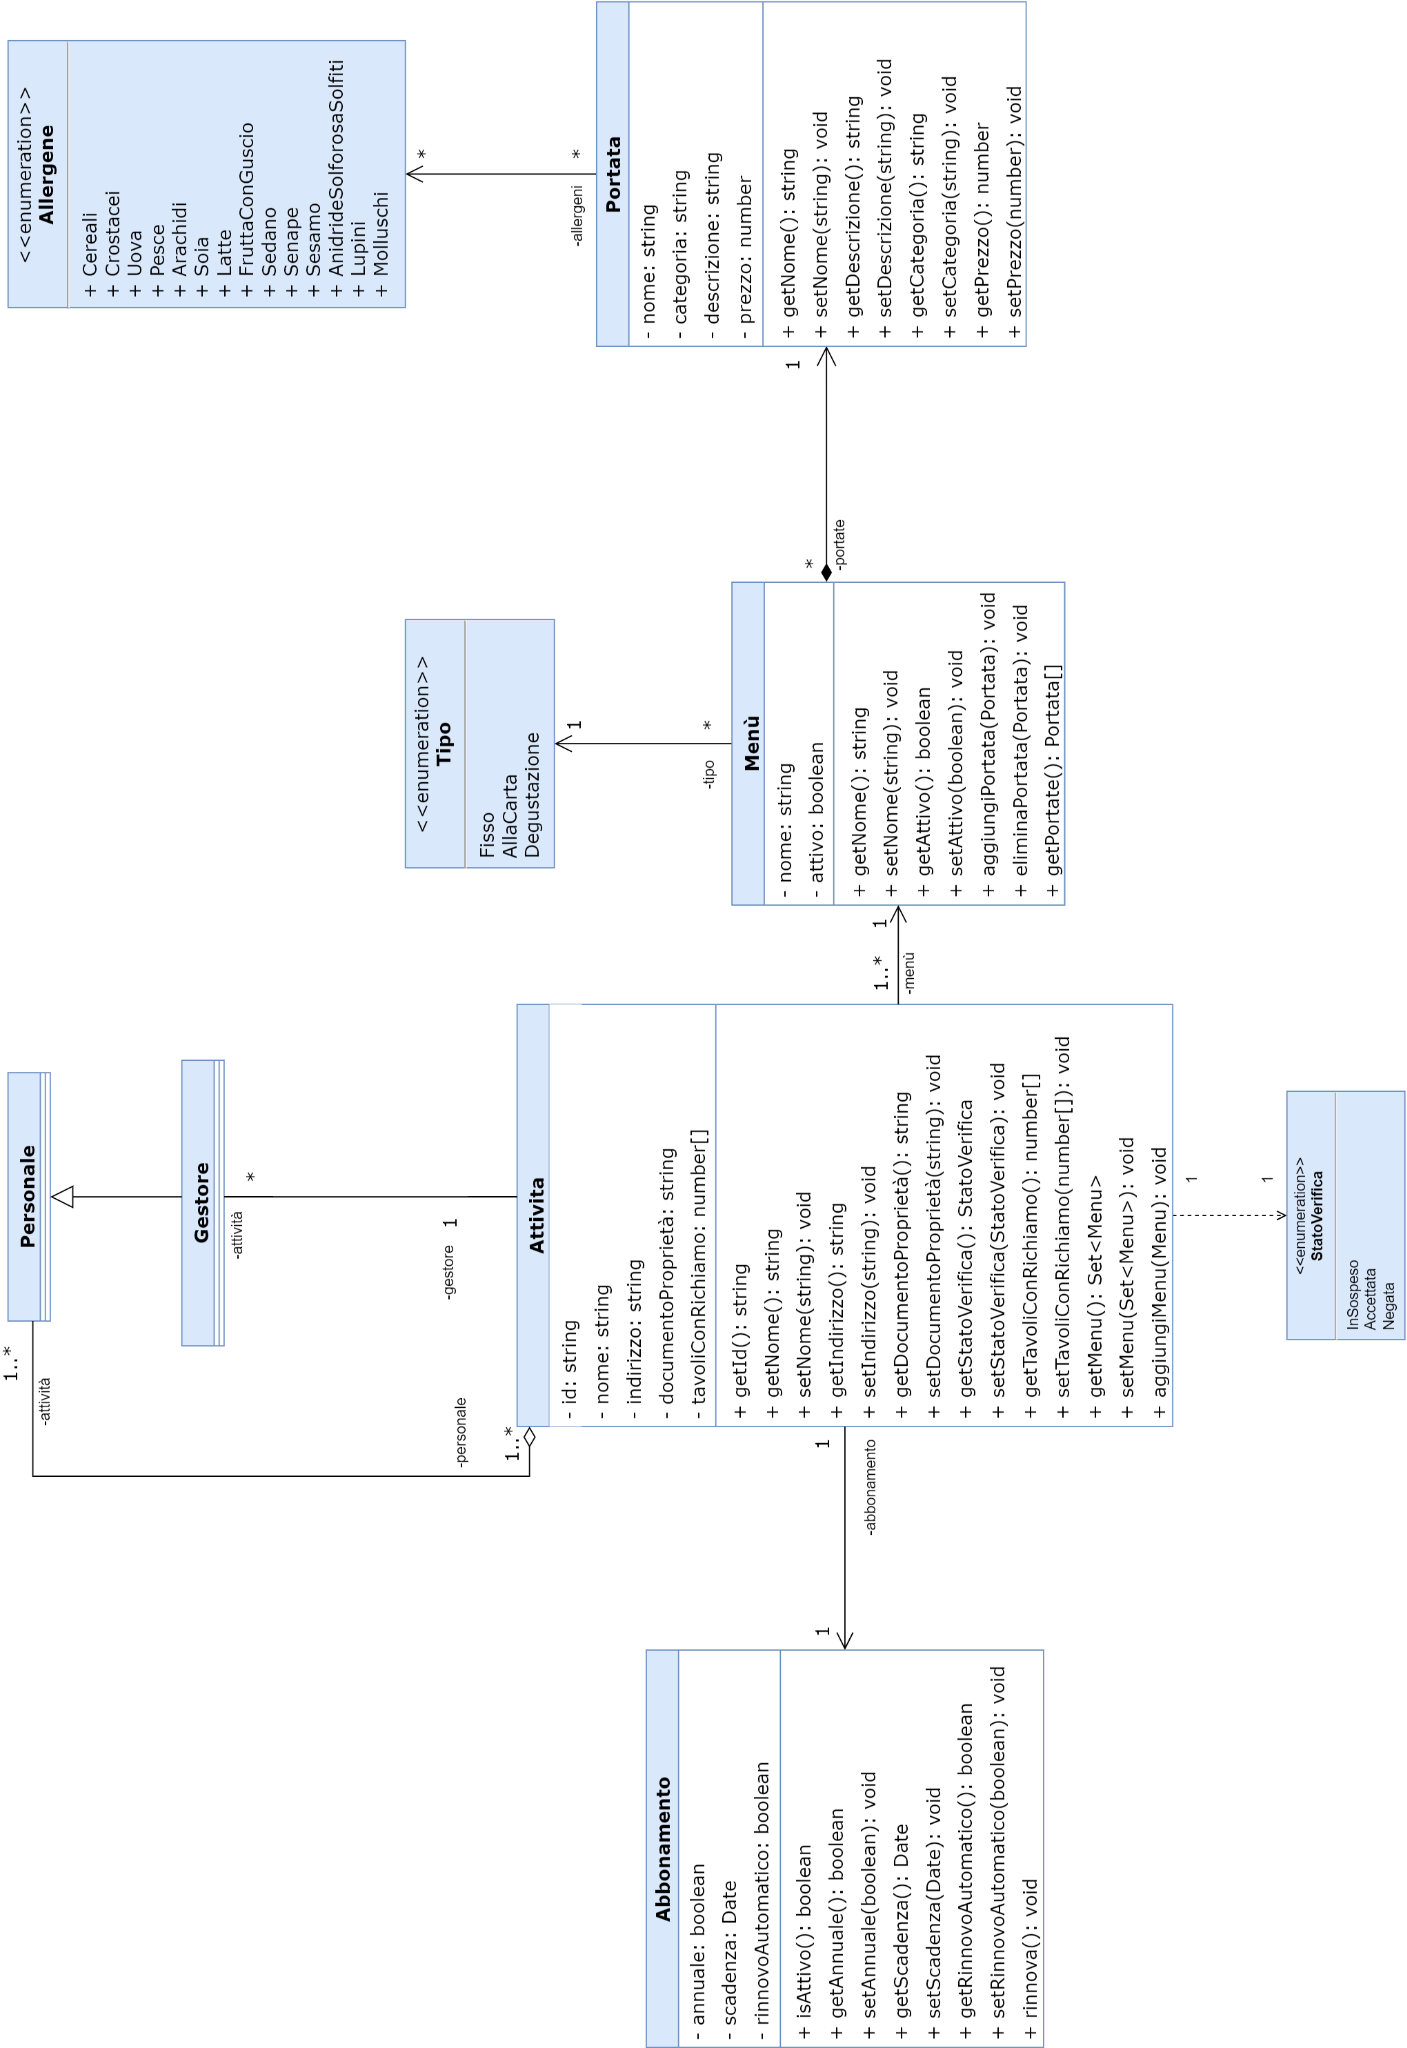 <<enumeration>>
Allergene
+ Cereali
+ Crostacei
+ Uova
+ Pesce
+ Arachidi
+ Soia
+ Latte
+ FruttaConGuscio
+ Sedano
+ Senape
+ Sesamo
+ AnidrideSolforosaSolfiti
+ Lupini
+ Molluschi
*
*
-allergeni
Portata
- nome: string
- categoria: string
- descrizione: string
- prezzo: number
+ getNome(): string
+ setNome(string): void
+ getDescrizione(): string
+ setDescrizione(string): void
+ getCategoria(): string
+ setCategoria(string): void
+ getPrezzo(): number
+ setPrezzo(number): void
1
*
-portate
<<enumeration>>
Tipo
Fisso
AllaCarta
Degustazione
1
*
-tipo
Menù
- nome: string
- attivo: boolean
+ getNome(): string
+ setNome(string): void
+ getAttivo(): boolean
+ setAttivo(boolean): void
+ aggiungiPortata(Portata): void
+ eliminaPortata(Portata): void
+ getPortate(): Portata[]
1
1..*
-menù
Personale
1..*
-attività
Gestore
*
-attività
1
-gestore
-personale
1..*
Attivita
- id: string
- nome: string
- indirizzo: string
- documentoProprietà: string
- tavoliConRichiamo: number[]
+ getId(): string
+ getNome(): string
+ setNome(string): void
+ getIndirizzo(): string
+ setIndirizzo(string): void
+ getDocumentoProprietà(): string
+ setDocumentoProprietà(string): void
+ getStatoVerifica(): StatoVerifica
+ setStatoVerifica(StatoVerifica): void
+ getTavoliConRichiamo(): number[]
+ setTavoliConRichiamo(number[]): void
+ getMenu(): Set<Menu>
+ setMenu(Set<Menu>): void
+ aggiungiMenu(Menu): void
1
1
<<enumeration>>
StatoVerifica
InSospeso
Accettata
Negata
1
-abbonamento
1
Abbonamento
- annuale: boolean
- scadenza: Date
- rinnovoAutomatico: boolean
+ isAttivo(): boolean
+ getAnnuale(): boolean
+ setAnnuale(boolean): void
+ getScadenza(): Date
+ setScadenza(Date): void
+ getRinnovoAutomatico(): boolean
+ setRinnovoAutomatico(boolean): void
+ rinnova(): void